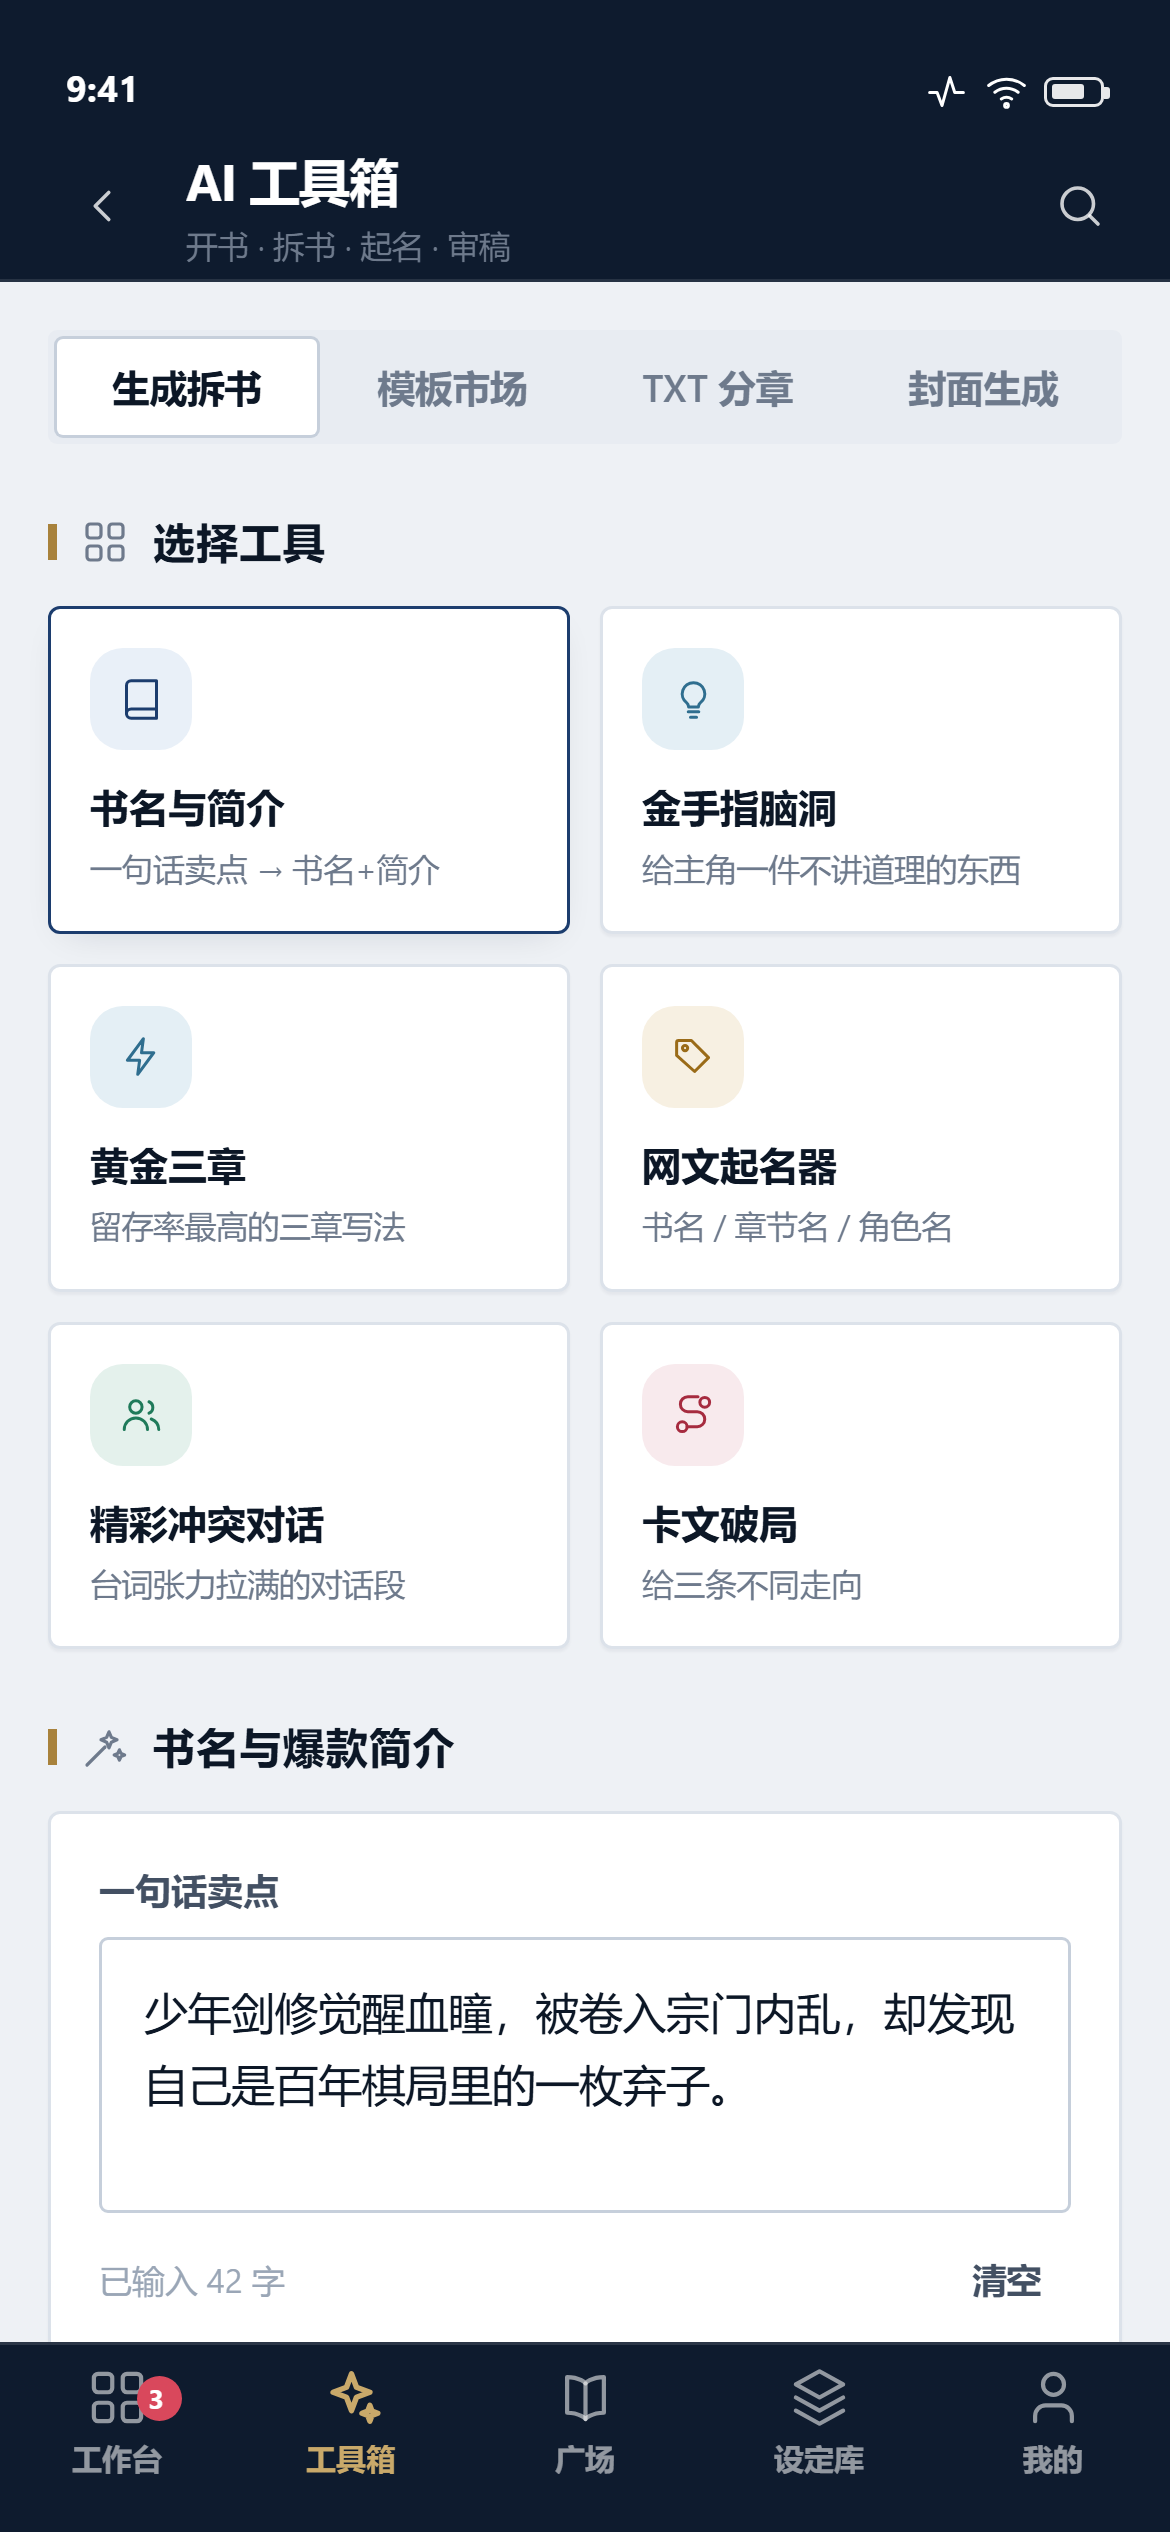 9:41
AI 工具箱
开书 · 拆书 · 起名 · 审稿
生成拆书
模板市场
TXT 分章
封面生成
选择工具
书名与简介
一句话卖点 → 书名+简介
金手指脑洞
给主角一件不讲道理的东西
黄金三章
留存率最高的三章写法
网文起名器
书名 / 章节名 / 角色名
精彩冲突对话
台词张力拉满的对话段
卡文破局
给三条不同走向
书名与爆款简介
一句话卖点
少年剑修觉醒血瞳，被卷入宗门内乱，却发现
自己是百年棋局里的一枚弃子。
已输入 42 字
清空
3
工作台
工具箱
广场
设定库
我的